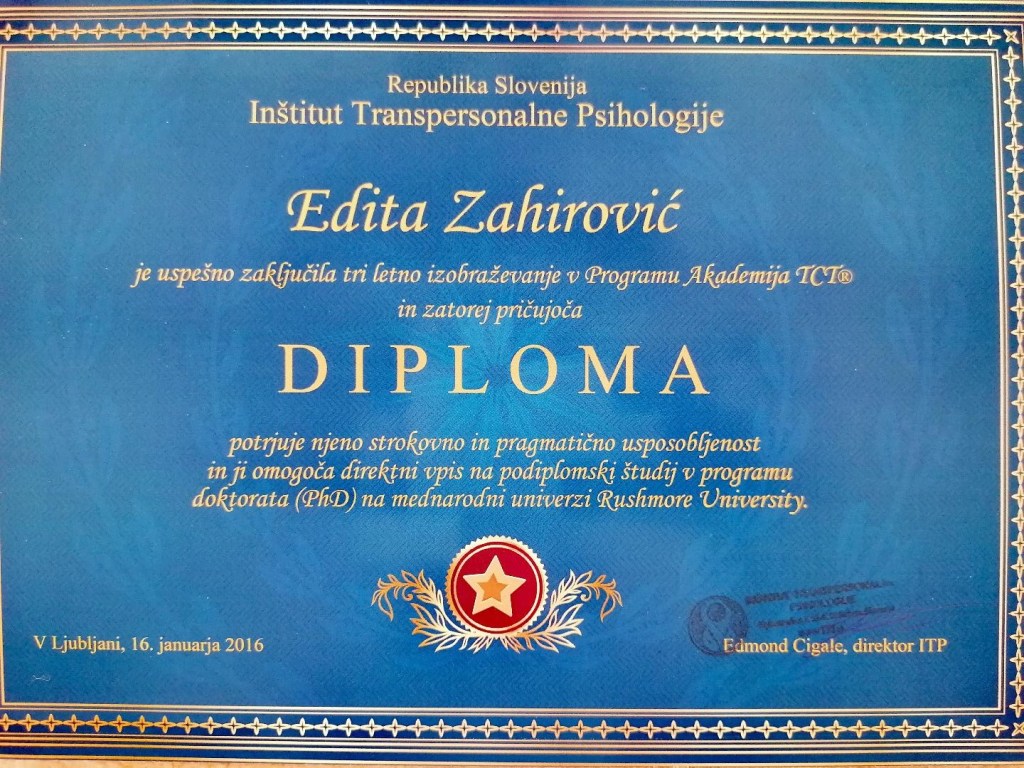 Republika Slovenija
Inštitut Transpersonalne Psihologije
Edita Zahirović
je uspešno zaključila tri letno izobraževanje v Programu Akademija TCT®
in zatorej pričujoča
DIPLOMA
potrjuje njeno strokovno in pragmatično usposobljenost
in ji omogoča direktni vpis na podiplomski študij v programu
doktorata (PhD) na mednarodni univerzi Rushmore University.
V Ljubljani, 16. januarja 2016
Edmond Cigale, direktor ITP